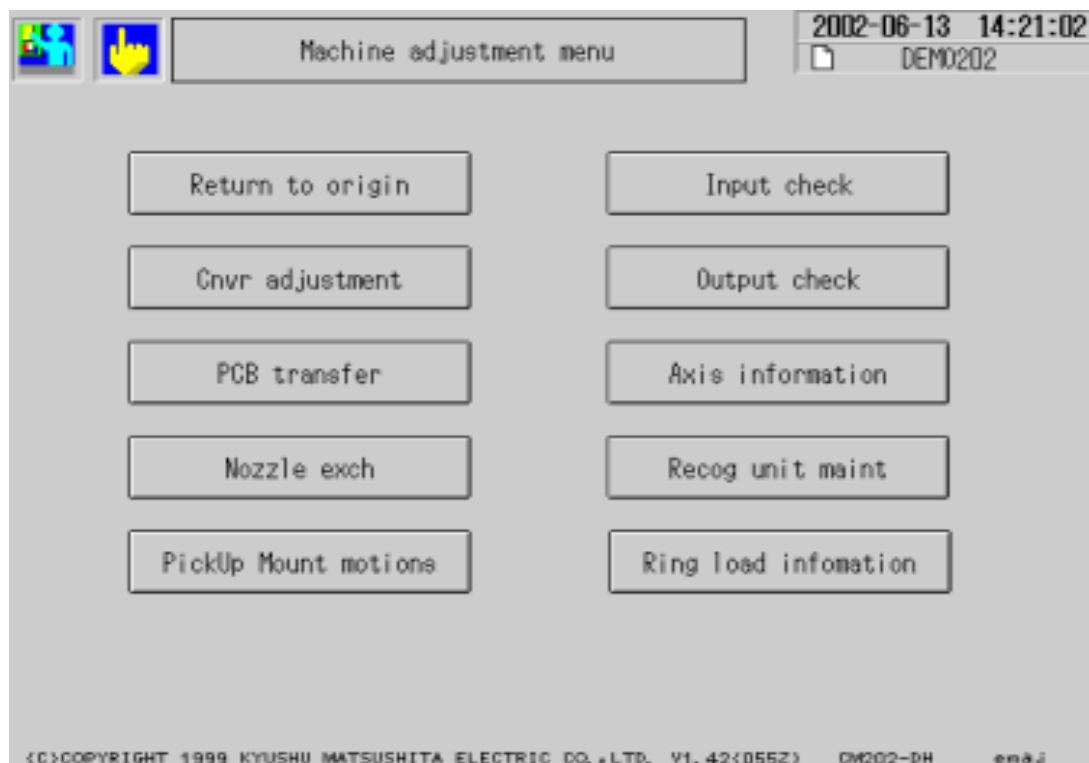 Machine adjustment menu
2002-06-13 14:21:02
DEMO202
Return to origin
Input check
Cnvr adjustment
Output check
PCB transfer
Axis information
Nozzle exch
Recog unit maint
PickUp Mount motions
Ring load infomation
(C)COPYRIGHT 1999 KYUSHU MATSUSHITA ELECTRIC CO.,LTD. V1.42(055Z) CM202-DH